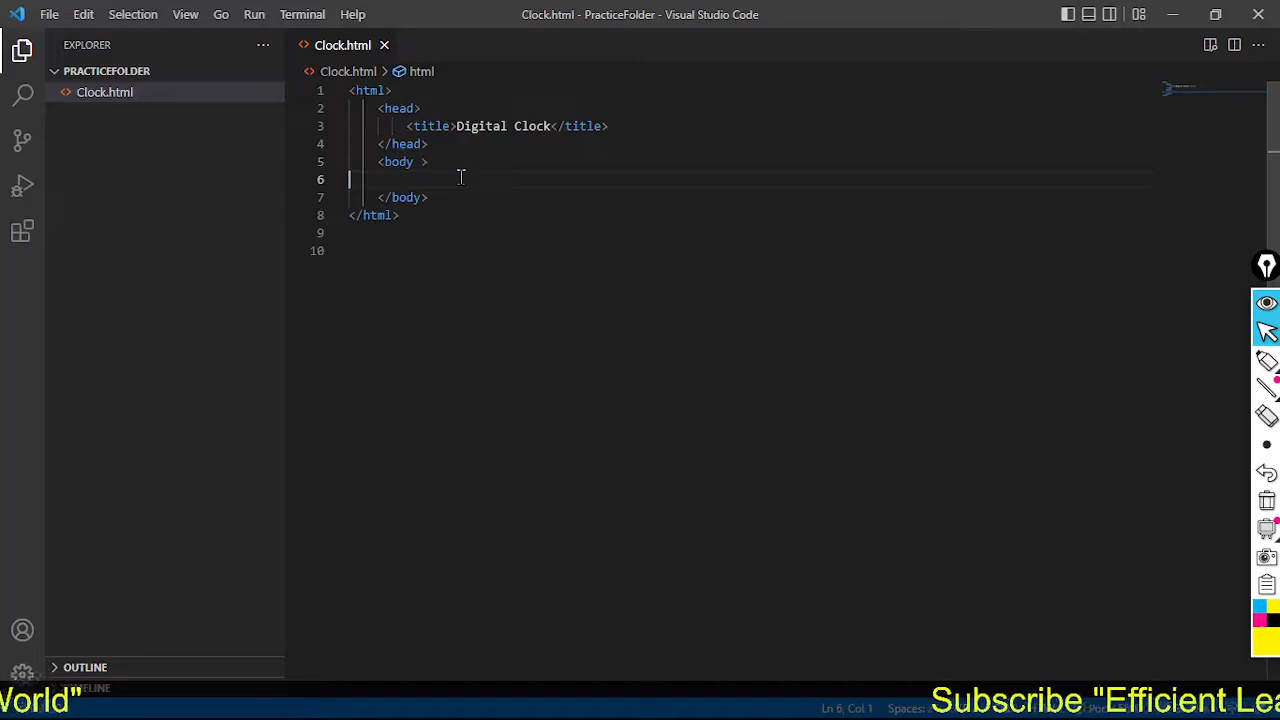 File Edit Selection View Go Run Terminal Help
Clock.html - PracticeFolder - Visual Studio Code
EXPLORER
Clock.html
PRACTICEFOLDER
Clock.html > html
Clock.html
1 <html>
2 <head>
3 <title>Digital Clock</title>
4 </head>
5 <body >
6
7 </body>
8 </html>
9
10
OUTLINE
Ln 6, Col 1
World"
Subscribe "Efficient Lea